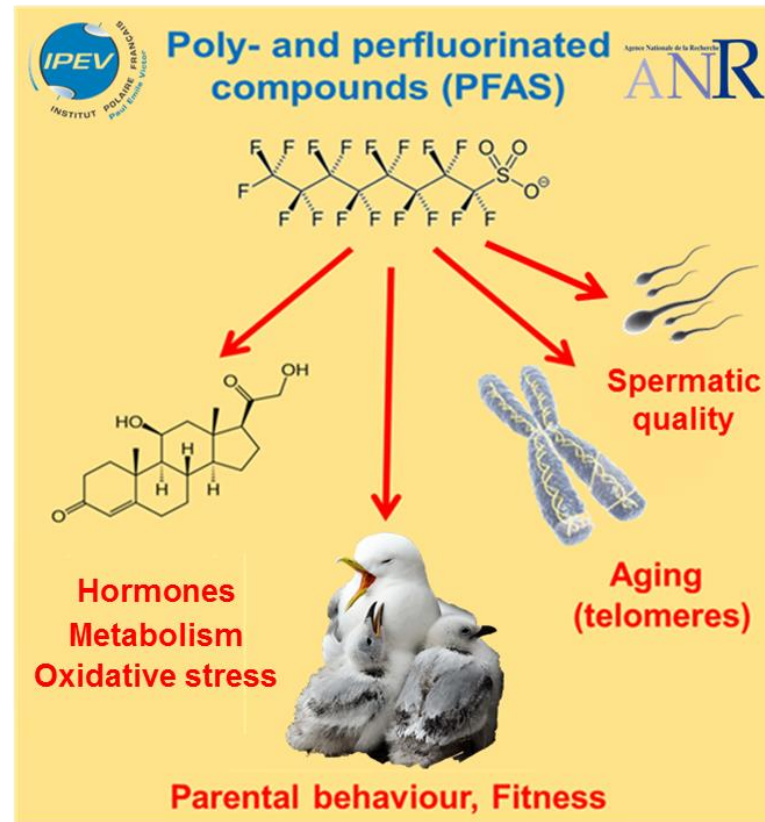 IPEV
INSTITUT POLAIRE FRANÇAIS
Paul Emile Victor
Poly- and perfluorinated
compounds (PFAS)
Agence Nationale de la Recherche
ANR
F F F F F F F F O O
F S O⊖
F F F F F F F F
OH
O
HO
H
H H
O
Spermatic
quality
Aging
(telomeres)
Hormones
Metabolism
Oxidative stress
Parental behaviour, Fitness